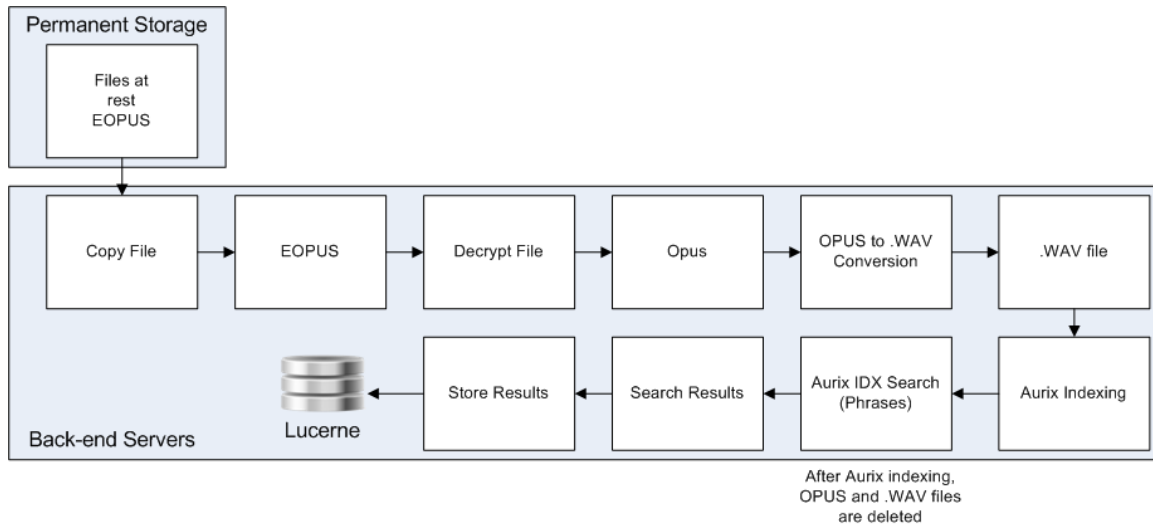 Permanent Storage
Files at
rest
EOPUS
Copy File
EOPUS
Decrypt File
Opus
OPUS to .WAV
Conversion
.WAV file
Lucerne
Store Results
Search Results
Aurix IDX Search
(Phrases)
Aurix Indexing
Back-end Servers
After Aurix indexing,
OPUS and .WAV files
are deleted